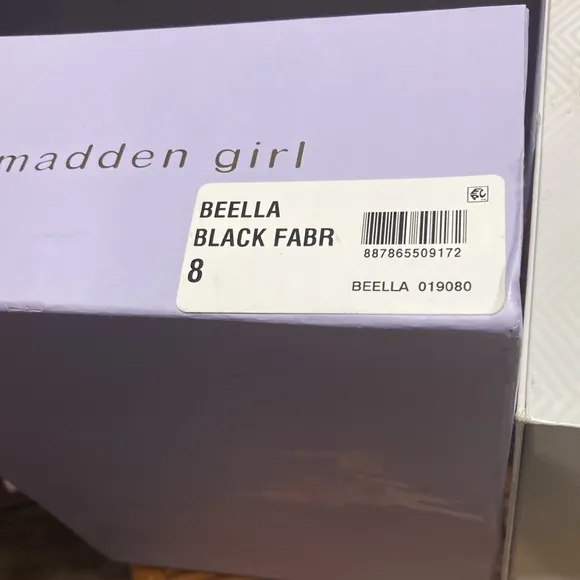 madden girl
BEELLA
BLACK FABR
8
887865509172
BEELLA 019080